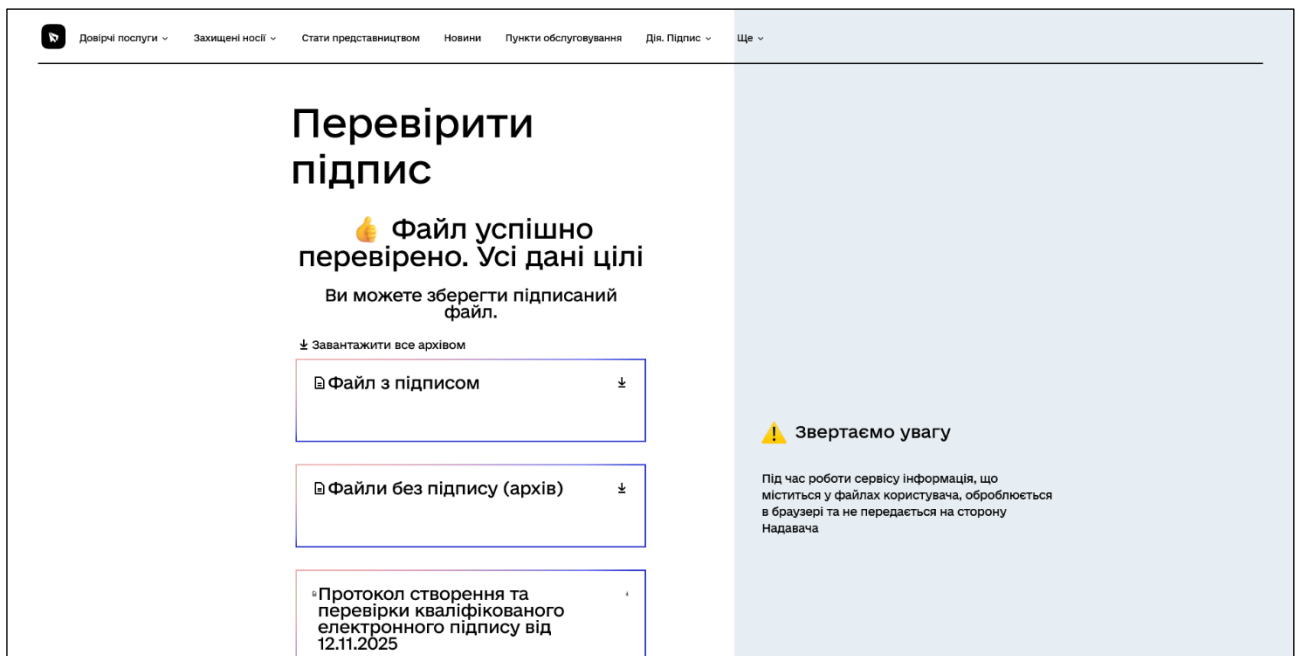 Довірчі послуги
Захищені носії
Стати представництвом
Новини
Пункти обслуговування
Дія. Підпис
Ще
Перевірити
підпис
👍 Файл успішно
перевірено. Усі дані цілі
Ви можете зберегти підписаний
файл.
Завантажити все архівом
Файл з підписом
Файли без підпису (архів)
Протокол створення та
перевірки кваліфікованого
електронного підпису від
12.11.2025
⚠️ Звертаємо увагу
Під час роботи сервісу інформація, що
міститься у файлах користувача, оброблюється
в браузері та не передається на сторону
Надавача